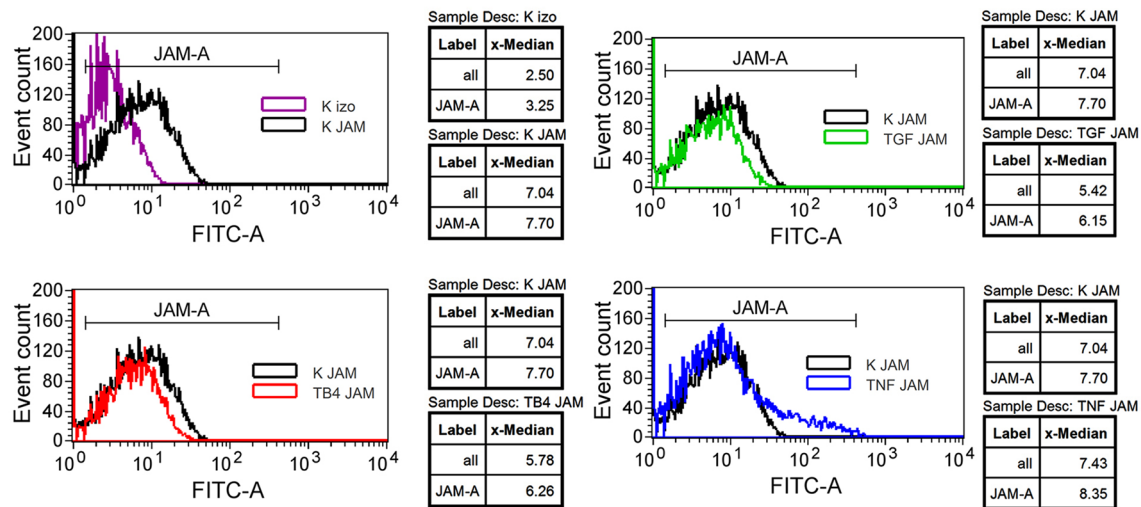 200
160
120
80
40
0
Event count
JAM-A
K izo
K JAM
10^0 10^1 10^2 10^3 10^4
FITC-A
Sample Desc: K izo
Label x-Median
all 2.50
JAM-A 3.25
Sample Desc: K JAM
Label x-Median
all 7.04
JAM-A 7.70
200
160
120
80
40
0
Event count
JAM-A
K JAM
TGF JAM
10^0 10^1 10^2 10^3 10^4
FITC-A
Sample Desc: K JAM
Label x-Median
all 7.04
JAM-A 7.70
Sample Desc: TGF JAM
Label x-Median
all 5.42
JAM-A 6.15
200
160
120
80
40
0
Event count
JAM-A
K JAM
TB4 JAM
10^0 10^1 10^2 10^3 10^4
FITC-A
Sample Desc: K JAM
Label x-Median
all 7.04
JAM-A 7.70
Sample Desc: TB4 JAM
Label x-Median
all 5.78
JAM-A 6.26
200
160
120
80
40
0
Event count
JAM-A
K JAM
TNF JAM
10^0 10^1 10^2 10^3 10^4
FITC-A
Sample Desc: K JAM
Label x-Median
all 7.04
JAM-A 7.70
Sample Desc: TNF JAM
Label x-Median
all 7.43
JAM-A 8.35